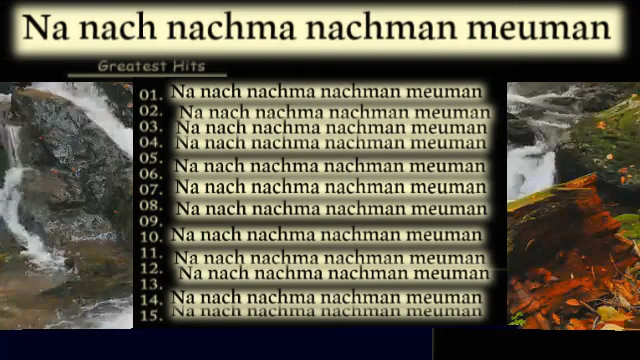 Na nach nachma nachman meuman
Greatest Hits
01. Na nach nachma nachman meuman
02. Na nach nachma nachman meuman
03. Na nach nachma nachman meuman
04. Na nach nachma nachman meuman
05.
06. Na nach nachma nachman meuman
07. Na nach nachma nachman meuman
08. Na nach nachma nachman meuman
09.
10. Na nach nachma nachman meuman
11. Na nach nachma nachman meuman
12. Na nach nachma nachman meuman
13.
14. Na nach nachma nachman meuman
15. Na nach nachma nachman meuman